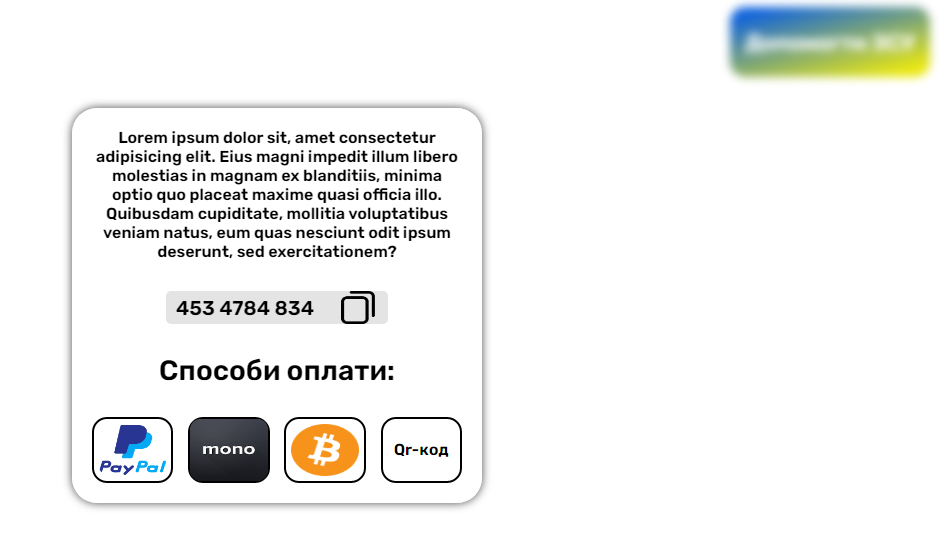 Допомогти ЗСУ
Lorem ipsum dolor sit, amet consectetur
adipisicing elit. Eius magni impedit illum libero
molestias in magnam ex blanditiis, minima
optio quo placeat maxime quasi officia illo.
Quibusdam cupiditate, mollitia voluptatibus
veniam natus, eum quas nesciunt odit ipsum
deserunt, sed exercitationem?
453 4784 834
Способи оплати:
PayPal mono Qr-код